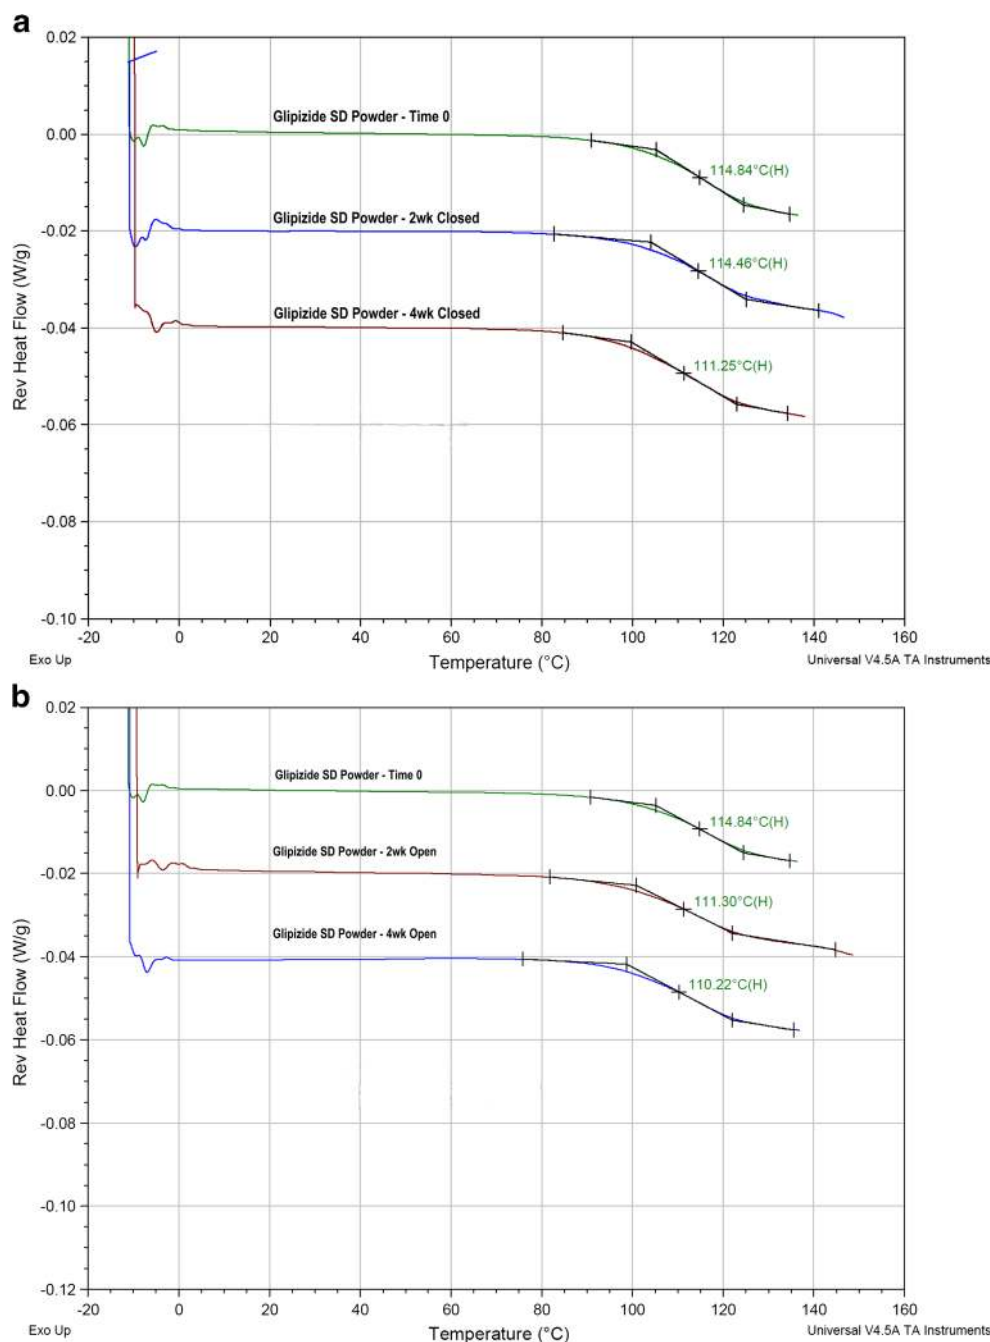 a
0.02
Glipizide SD Powder - Time 0
0.00
114.84°C(H)
Glipizide SD Powder - 2wk Closed
-0.02
114.46°C(H)
Glipizide SD Powder - 4wk Closed
-0.04
111.25°C(H)
-0.06
-0.08
-0.10
Rev Heat Flow (W/g)
-20 0 20 40 60 80 100 120 140 160
Exo Up Temperature (°C) Universal V4.5A TA Instruments
b
0.02
Glipizide SD Powder - Time 0
0.00
114.84°C(H)
Glipizide SD Powder - 2wk Open
-0.02
111.30°C(H)
Glipizide SD Powder - 4wk Open
-0.04
110.22°C(H)
-0.06
-0.08
-0.10
-0.12
Rev Heat Flow (W/g)
-20 0 20 40 60 80 100 120 140 160
Exo Up Temperature (°C) Universal V4.5A TA Instruments